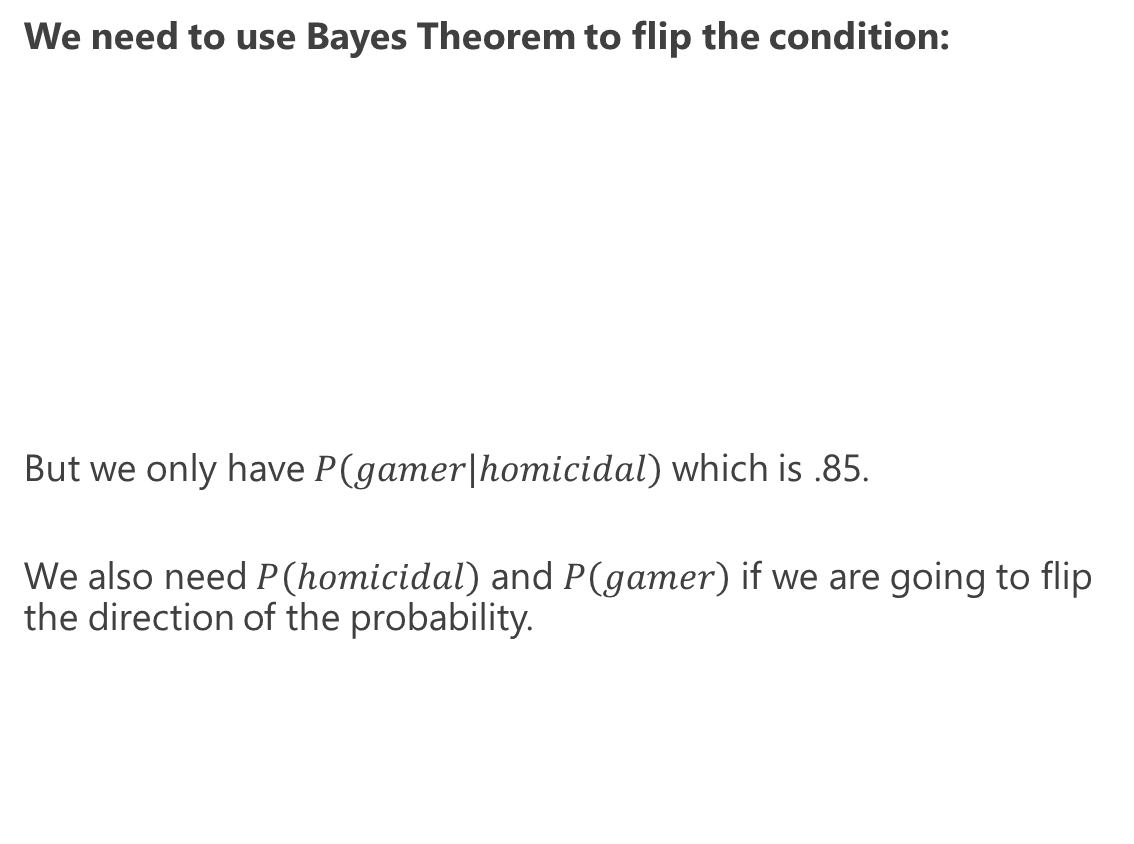 We need to use Bayes Theorem to flip the condition:
But we only have P(gamer|homicidal) which is .85.
We also need P(homicidal) and P(gamer) if we are going to flip
the direction of the probability.